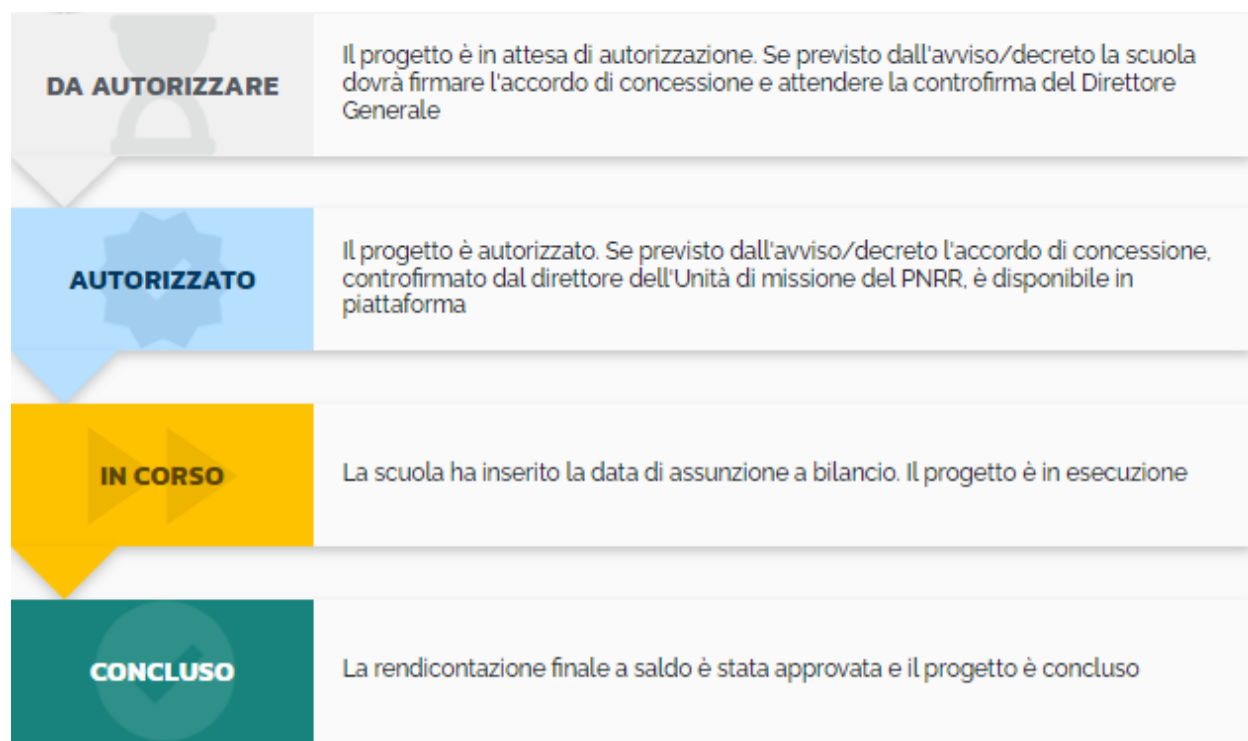 DA AUTORIZZARE
Il progetto è in attesa di autorizzazione. Se previsto dall'avviso/decreto la scuola
dovrà firmare l'accordo di concessione e attendere la controfirma del Direttore
Generale
AUTORIZZATO
Il progetto è autorizzato. Se previsto dall'avviso/decreto l'accordo di concessione,
controfirmato dal direttore dell'Unità di missione del PNRR, è disponibile in
piattaforma
IN CORSO
La scuola ha inserito la data di assunzione a bilancio. Il progetto è in esecuzione
CONCLUSO
La rendicontazione finale a saldo è stata approvata e il progetto è concluso